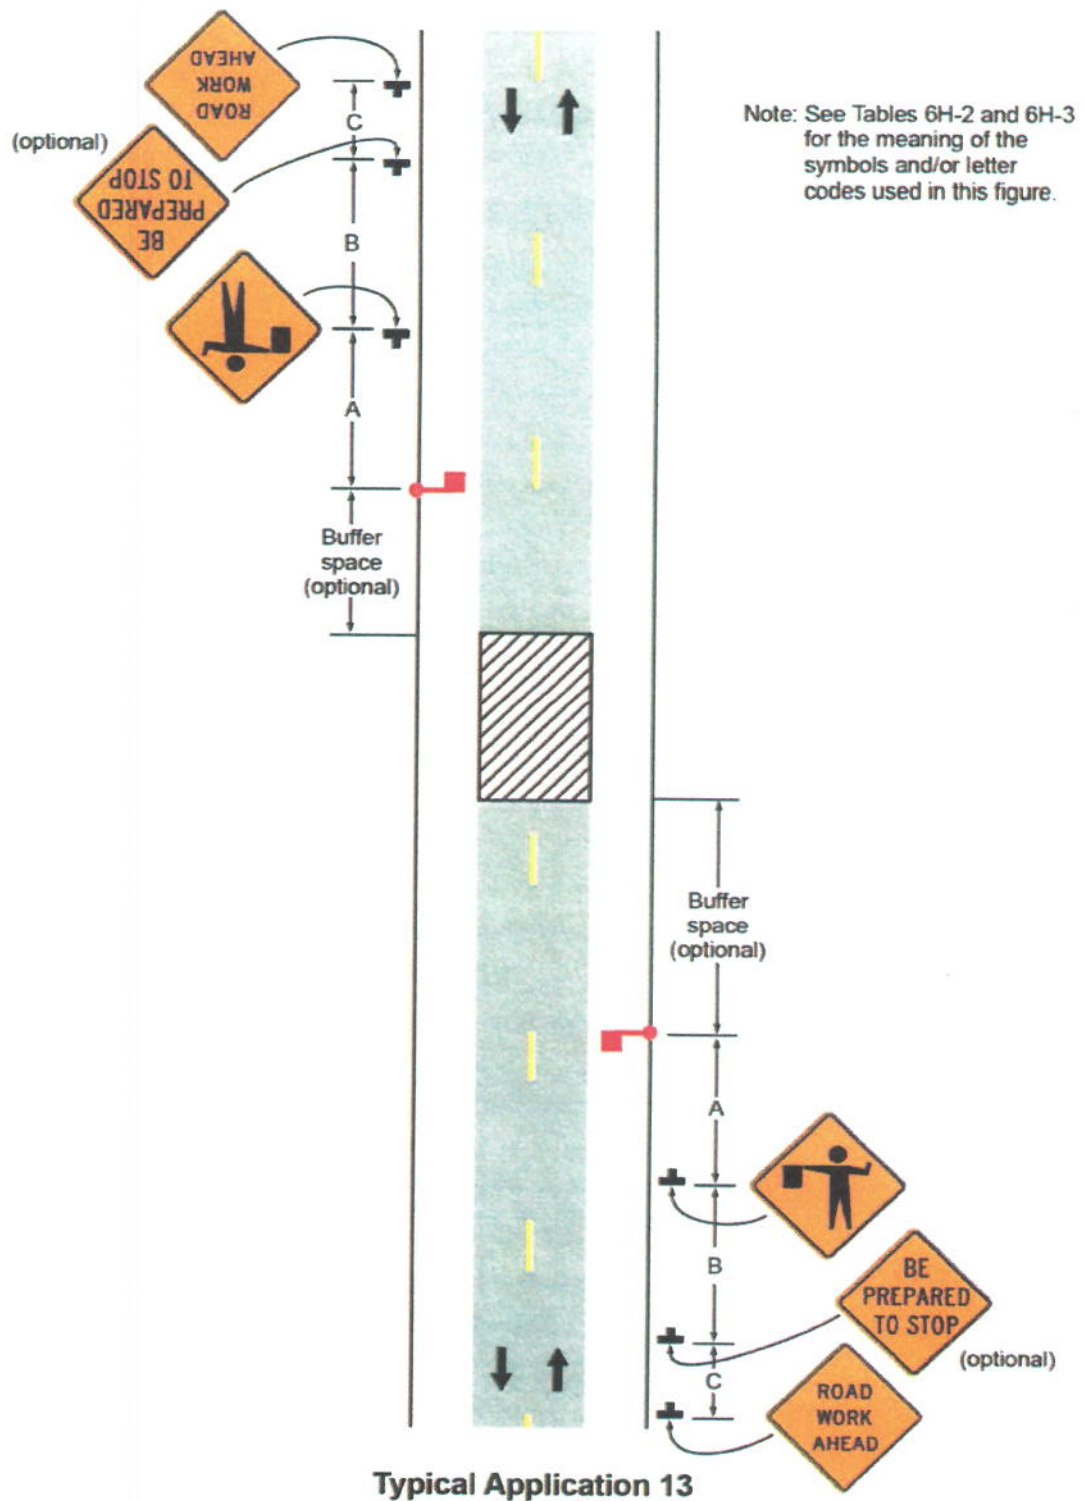 ROAD
WORK
AHEAD
(optional)
BE
PREPARED
TO STOP
C
B
A
Note: See Tables 6H-2 and 6H-3
for the meaning of the
symbols and/or letter
codes used in this figure.
Buffer
space
(optional)
Buffer
space
(optional)
A
B
C
BE
PREPARED
TO STOP
(optional)
ROAD
WORK
AHEAD
Typical Application 13